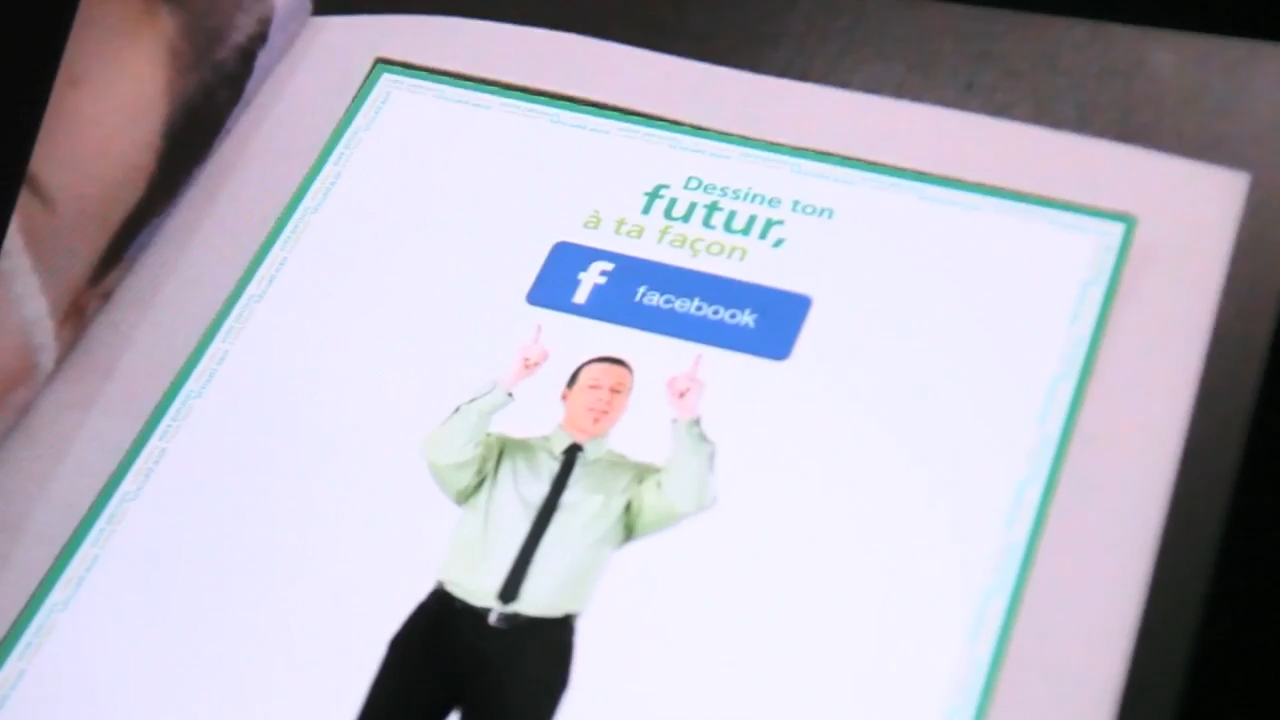 Dessine ton
futur,
à ta façon
f facebook